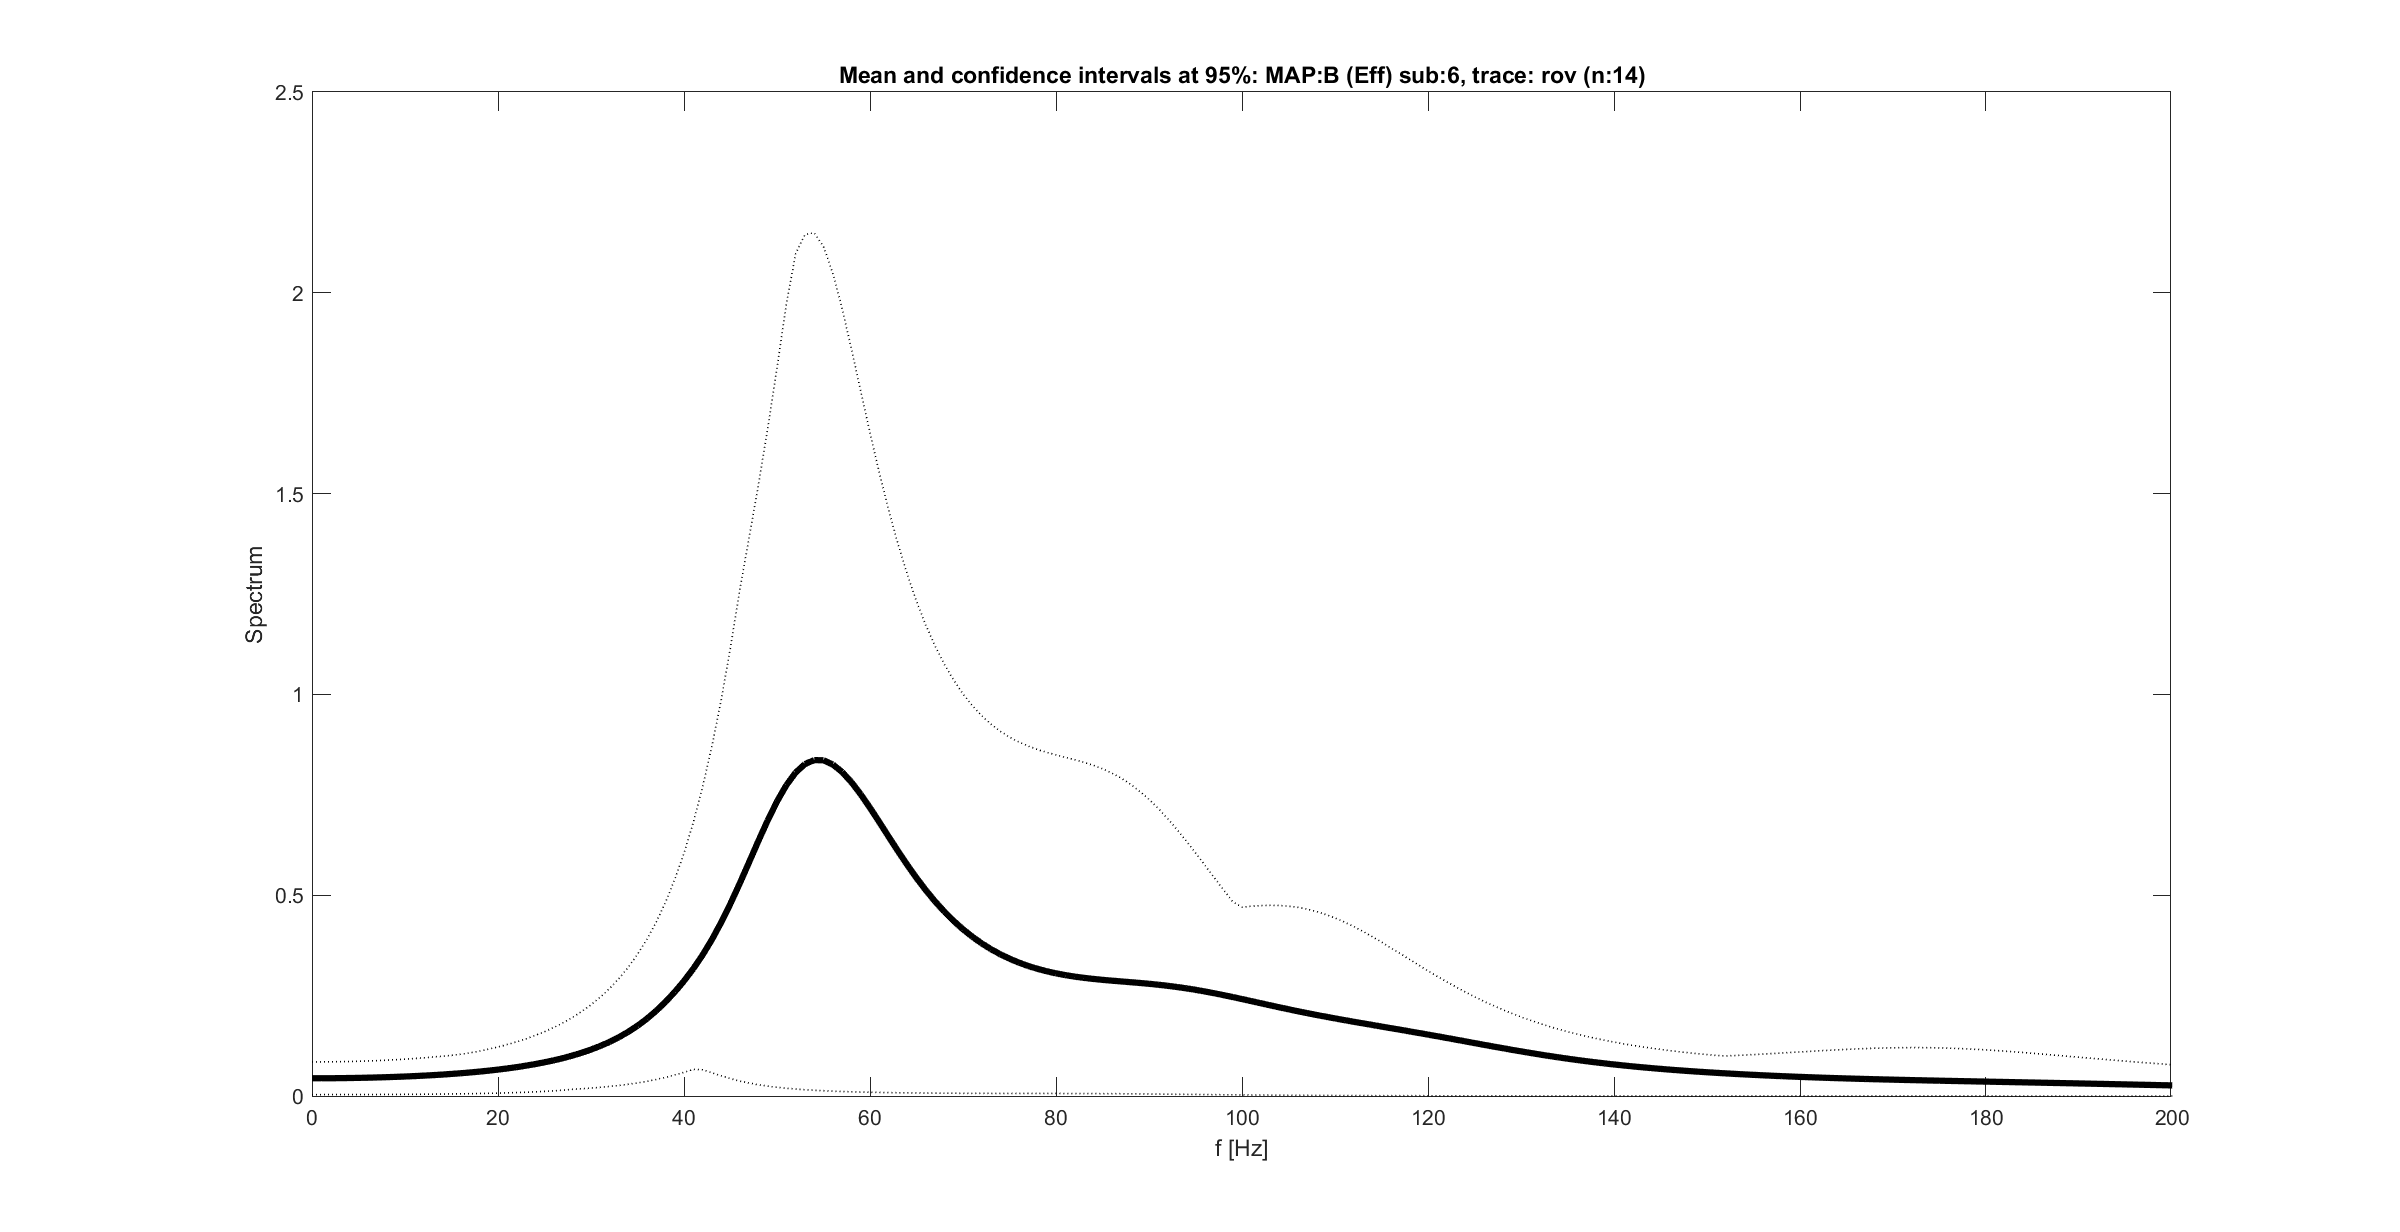 Mean and confidence intervals at 95%: MAP:B (Eff) sub:6, trace: rov (n:14)
2.5
2
1.5
1
0.5
0
Spectrum
0 20 40 60 80 100 120 140 160 180 200
f [Hz]